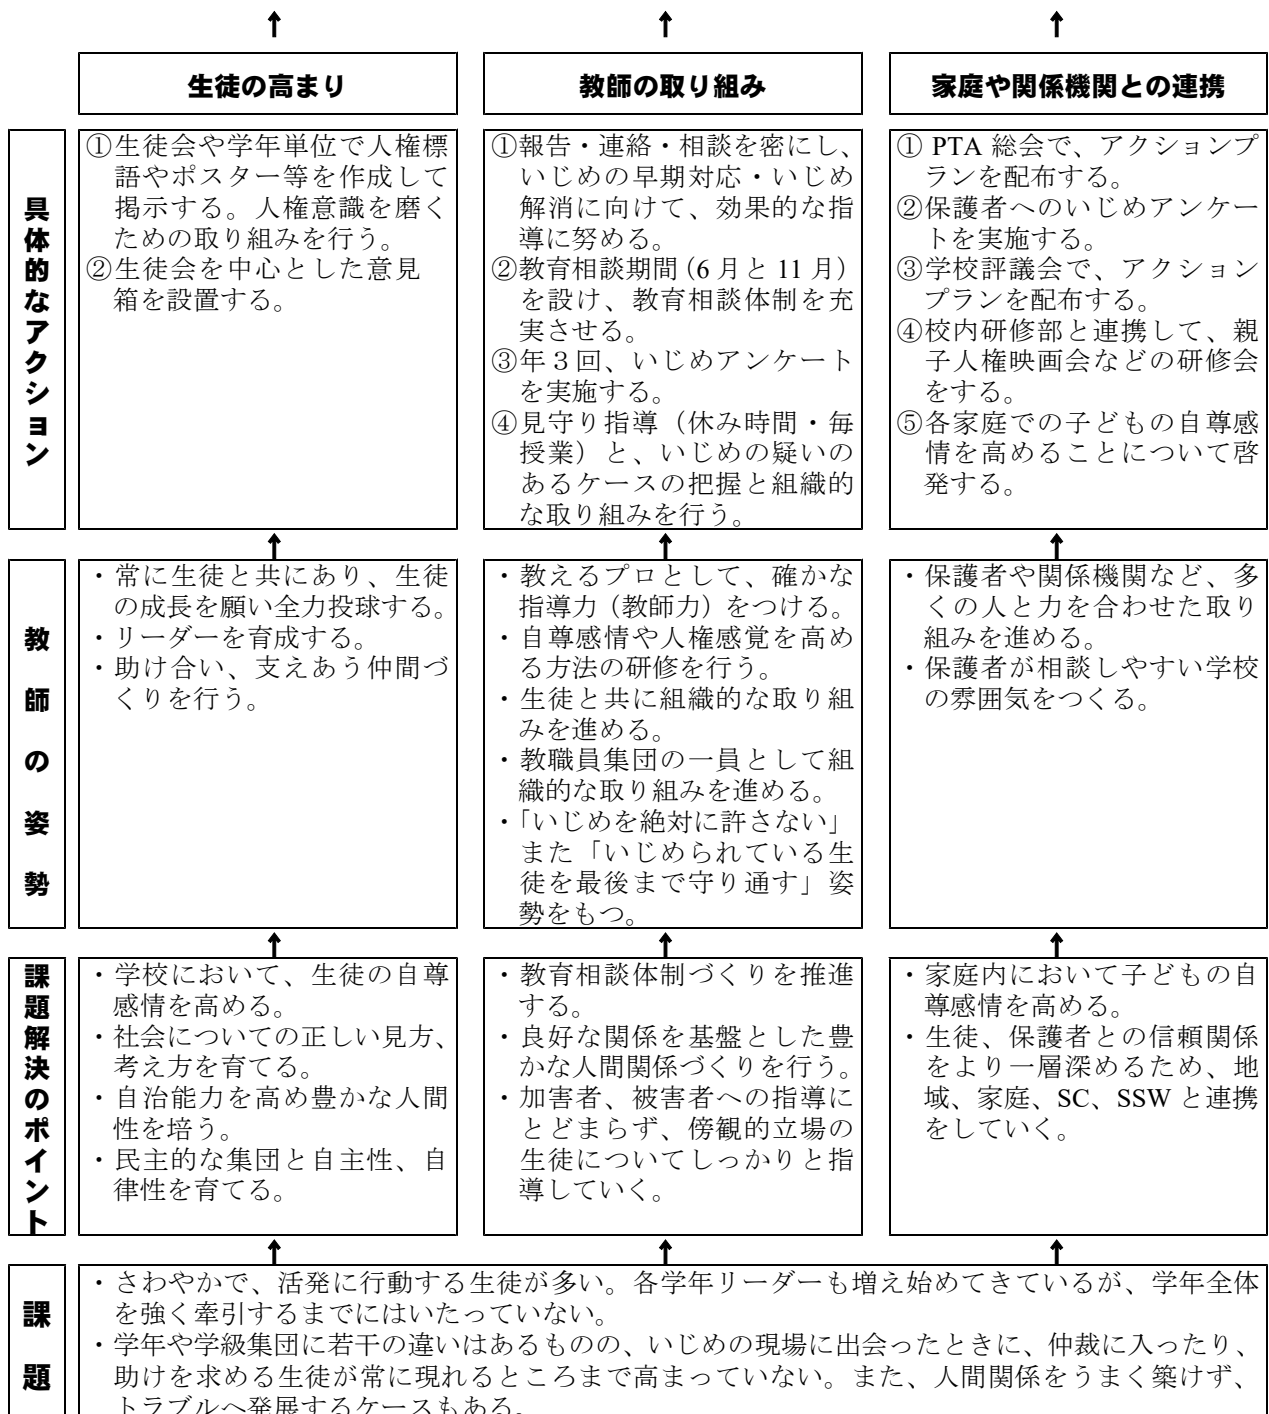 ↑ ↑ ↑
生徒の高まり
教師の取り組み
家庭や関係機関との連携
具体的なアクション
①生徒会や学年単位で人権標
語やポスター等を作成して
掲示する。人権意識を磨く
ための取り組みを行う。
②生徒会を中心とした意見
箱を設置する。
①報告・連絡・相談を密にし、
いじめの早期対応・いじめ
解消に向けて、効果的な指
導に努める。
②教育相談期間（6月と11月）
を設け、教育相談体制を充
実させる。
③年３回、いじめアンケート
を実施する。
④見守り指導（休み時間・毎
授業）と、いじめの疑いの
あるケースの把握と組織的
な取り組みを行う。
① PTA 総会で、アクションプ
ランを配布する。
②保護者へのいじめアンケー
トを実施する。
③学校評議会で、アクション
プランを配布する。
④校内研修部と連携して、親
子人権映画会などの研修会
をする。
⑤各家庭での子どもの自尊感
情を高めることについて啓
発する。
↑ ↑ ↑
教師の姿勢
・常に生徒と共にあり、生徒
の成長を願い全力投球する。
・リーダーを育成する。
・助け合い、支えあう仲間づ
くりを行う。
・教えるプロとして、確かな
指導力（教師力）をつける。
・自尊感情や人権感覚を高め
る方法の研修を行う。
・生徒と共に組織的な取り組
みを進める。
・教職員集団の一員として組
織的な取り組みを進める。
・「いじめを絶対に許さない」
また「いじめられている生
徒を最後まで守り通す」姿
勢をもつ。
・保護者や関係機関など、多
くの人と力を合わせた取り
組みを進める。
・保護者が相談しやすい学校
の雰囲気をつくる。
↑ ↑ ↑
課題解決のポイント
・学校において、生徒の自尊
感情を高める。
・社会についての正しい見方、
考え方を育てる。
・自治能力を高め豊かな人間
性を培う。
・民主的な集団と自主性、自
律性を育てる。
・教育相談体制づくりを推進
する。
・良好な関係を基盤とした豊
かな人間関係づくりを行う。
・加害者、被害者への指導に
とどまらず、傍観的立場の
生徒についてしっかりと指
導していく。
・家庭内において子どもの自
尊感情を高める。
・生徒、保護者との信頼関係
をより一層深めるため、地
域、家庭、SC、SSW と連携
をしていく。
↑ ↑ ↑
課題
・さわやかで、活発に行動する生徒が多い。各学年リーダーも増え始めてきているが、学年全体
を強く牽引するまでにはいたっていない。
・学年や学級集団に若干の違いはあるものの、いじめの現場に出会ったときに、仲裁に入ったり、
助けを求める生徒が常に現れるところまで高まっていない。また、人間関係をうまく築けず、
トラブルへ発展するケースもある。